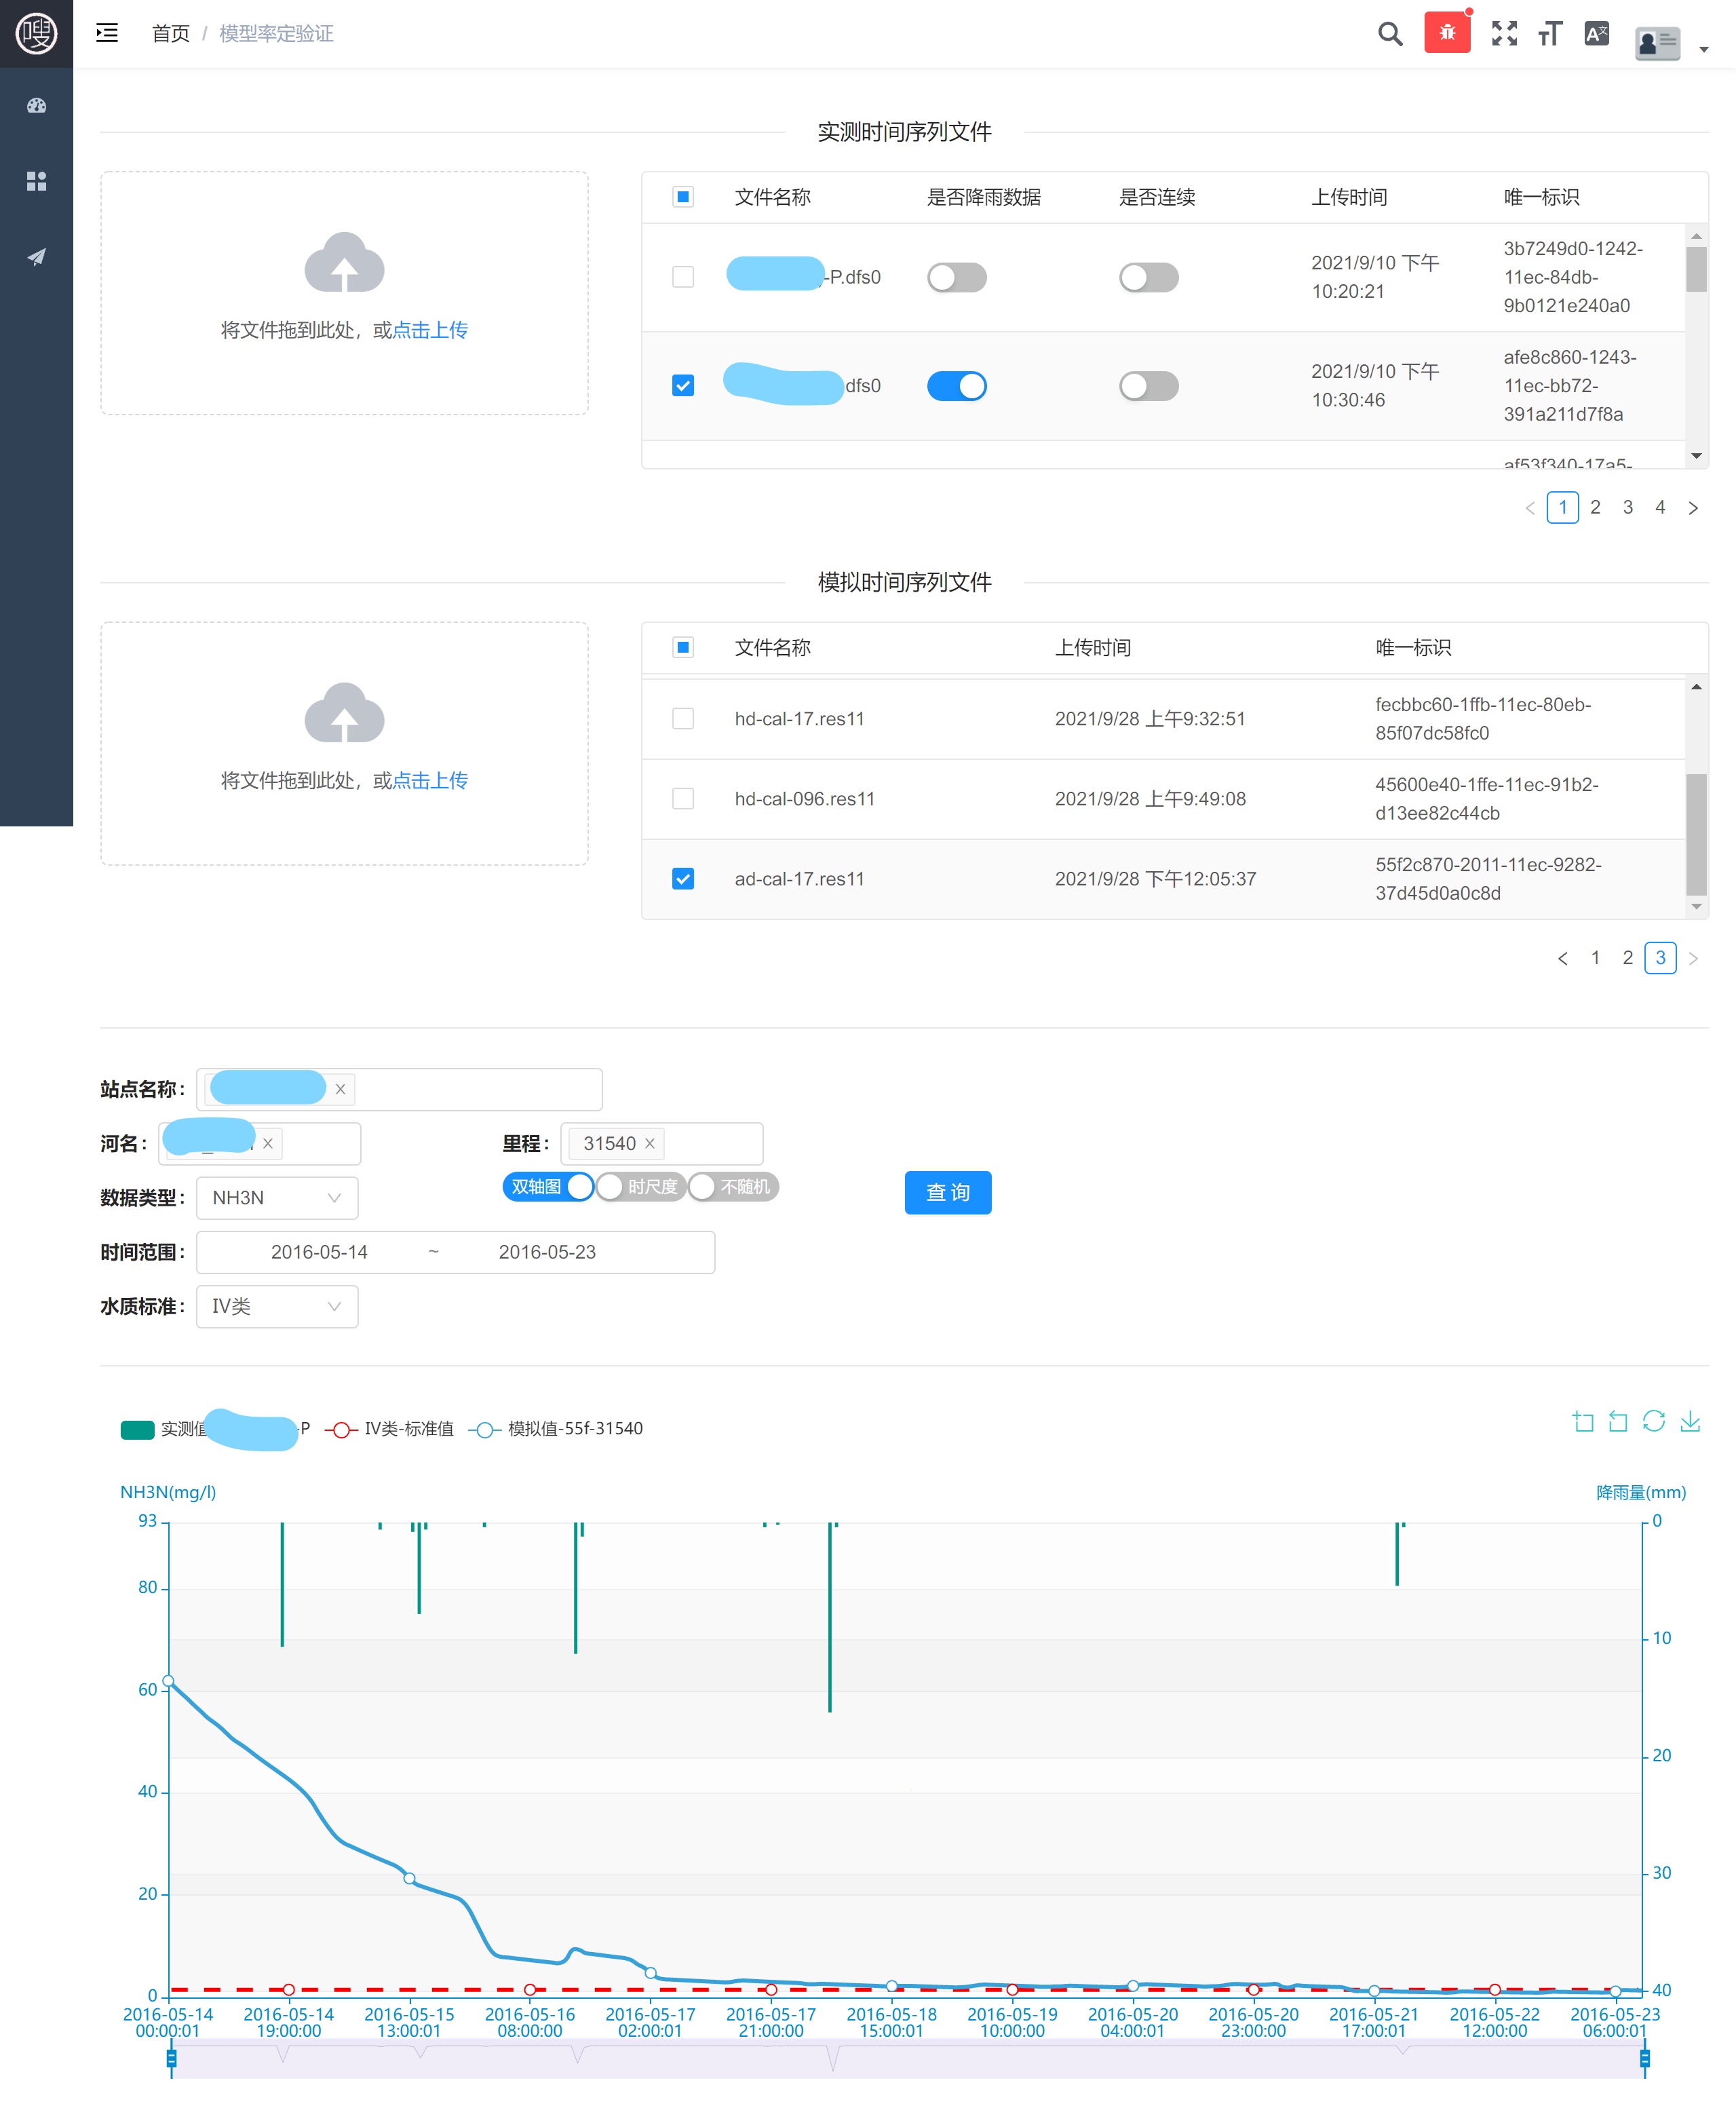 嗖
首页 / 模型率定验证
实测时间序列文件
将文件拖到此处，或点击上传
文件名称 是否降雨数据 是否连续 上传时间 唯一标识
-P.dfs0 2021/9/10 下午 10:20:21 3b7249d0-1242-11ec-84db-9b0121e240a0
dfs0 2021/9/10 下午 10:30:46 afe8c860-1243-11ec-bb72-391a211d7f8a
af53f340-17a5-
1 2 3 4
模拟时间序列文件
将文件拖到此处，或点击上传
文件名称 上传时间 唯一标识
hd-cal-17.res11 2021/9/28 上午9:32:51 fecbbc60-1ffb-11ec-80eb-85f07dc58fc0
hd-cal-096.res11 2021/9/28 上午9:49:08 45600e40-1ffe-11ec-91b2-d13ee82c44cb
ad-cal-17.res11 2021/9/28 下午12:05:37 55f2c870-2011-11ec-9282-37d45d0a0c8d
1 2 3
站点名称：
河名： 里程： 31540
数据类型： NH3N 双轴图 时尺度 不随机 查 询
时间范围： 2016-05-14 ~ 2016-05-23
水质标准： IV类
实测值 P IV类-标准值 模拟值-55f-31540
NH3N(mg/l) 降雨量(mm)
93 0
80
10
60
20
40
30
20
0 40
2016-05-14 00:00:01 2016-05-14 19:00:00 2016-05-15 13:00:01 2016-05-16 08:00:00 2016-05-17 02:00:01 2016-05-17 21:00:00 2016-05-18 15:00:01 2016-05-19 10:00:00 2016-05-20 04:00:01 2016-05-20 23:00:00 2016-05-21 17:00:01 2016-05-22 12:00:00 2016-05-23 06:00:01